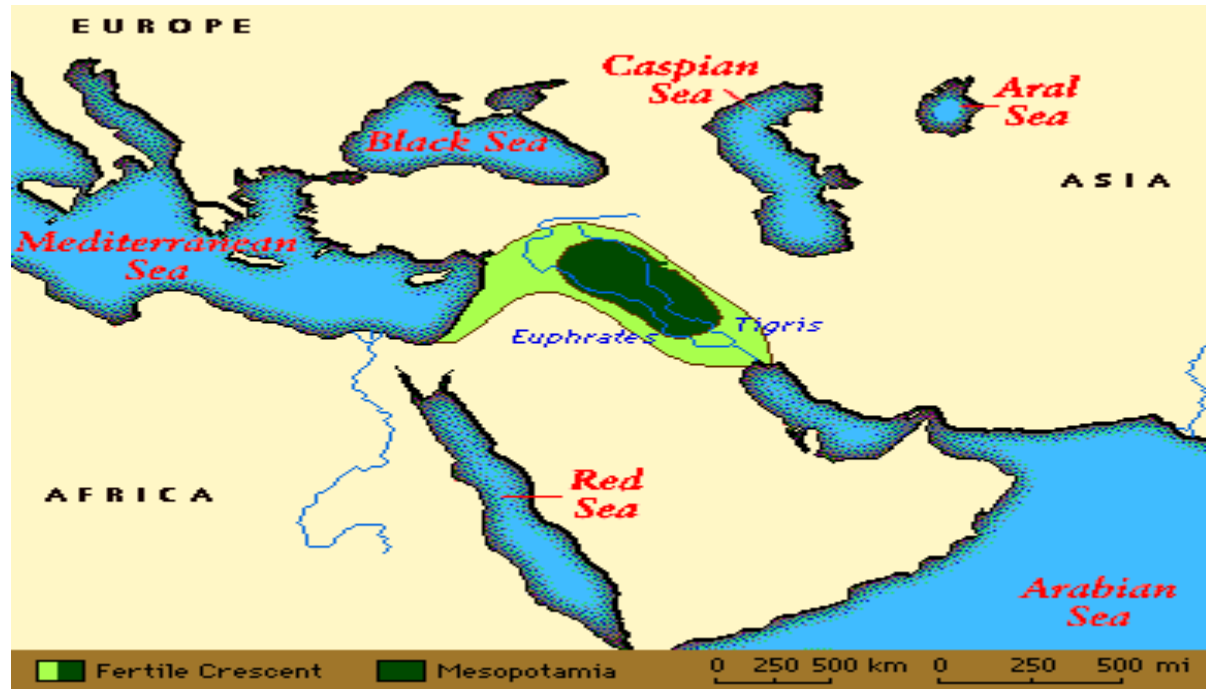 EUROPE
Caspian
Sea
Aral
Sea
Black Sea
ASIA
Mediterranean
Sea
Euphrates
Tigris
AFRICA
Red
Sea
Arabian
Sea
Fertile Crescent
Mesopotamia
0 250 500 km
0 250 500 mi